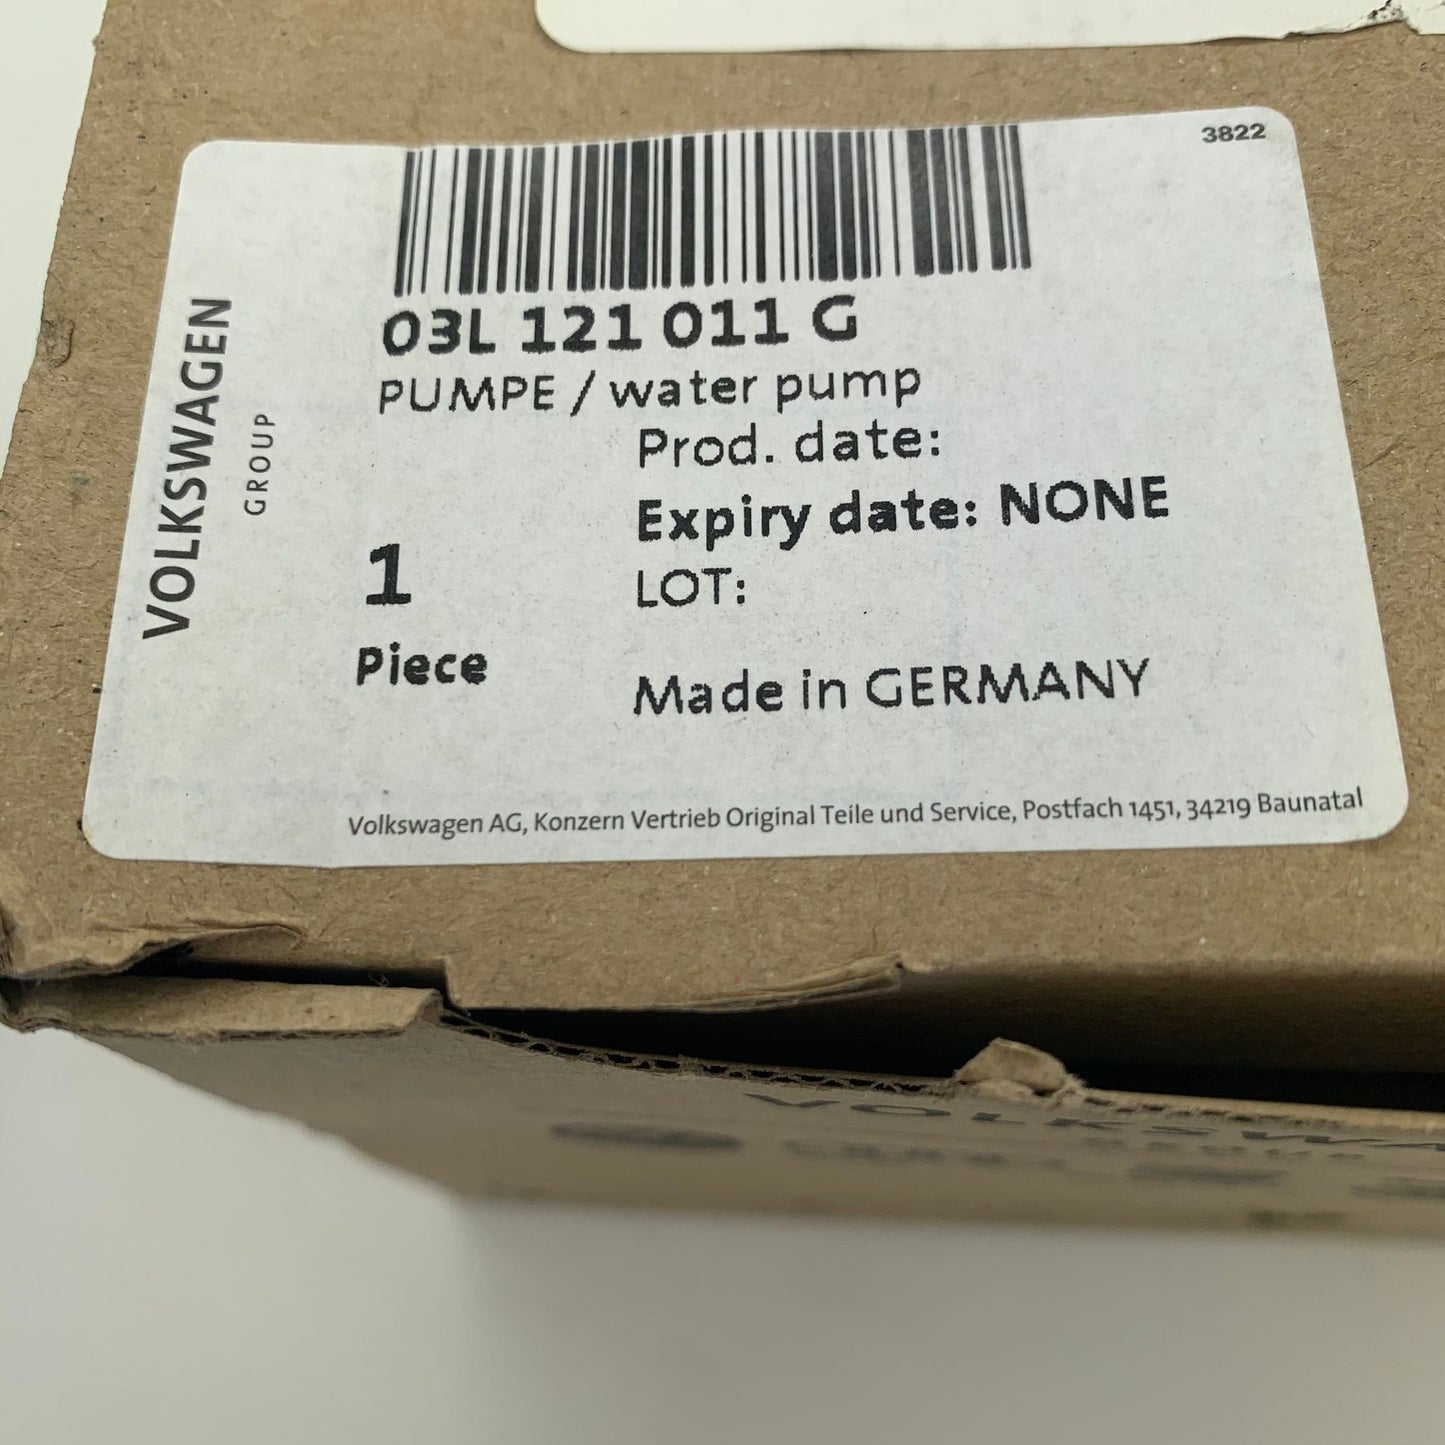 3822
03L 121 011 G
PUMPE / water pump
Prod. date:
Expiry date: NONE
LOT:
1
Piece
Made in GERMANY
VOLKSWAGEN
GROUP
Volkswagen AG, Konzern Vertrieb Original Teile und Service, Postfach 1451, 34219 Baunatal